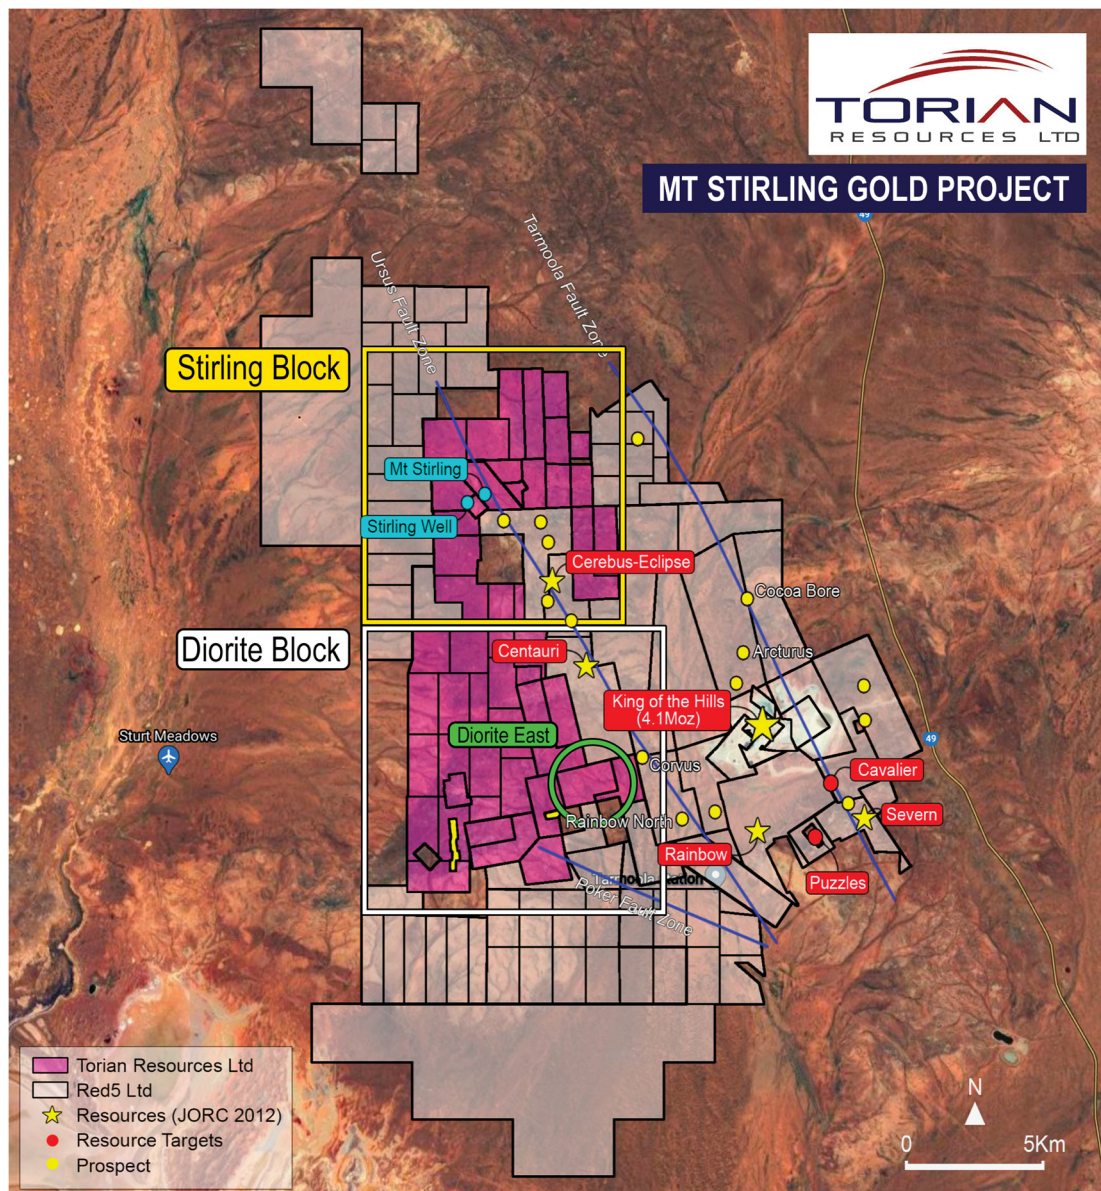 TORIAN
RESOURCES LTD
MT STIRLING GOLD PROJECT
49
Ursus Fault Zone
Tarmoola Fault Zone
Stirling Block
Mt Stirling
Stirling Well
Cerebus-Eclipse
Cocoa Bore
Diorite Block
Centauri
Arcturus
King of the Hills
(4.1Moz)
Diorite East
Sturt Meadows
49
Corvus
Cavalier
Rainbow North
Severn
Rainbow
Tarmoola Station
Puzzles
Poker Fault Zone
Torian Resources Ltd
Red5 Ltd
Resources (JORC 2012)
Resource Targets
Prospect
N
0 5Km